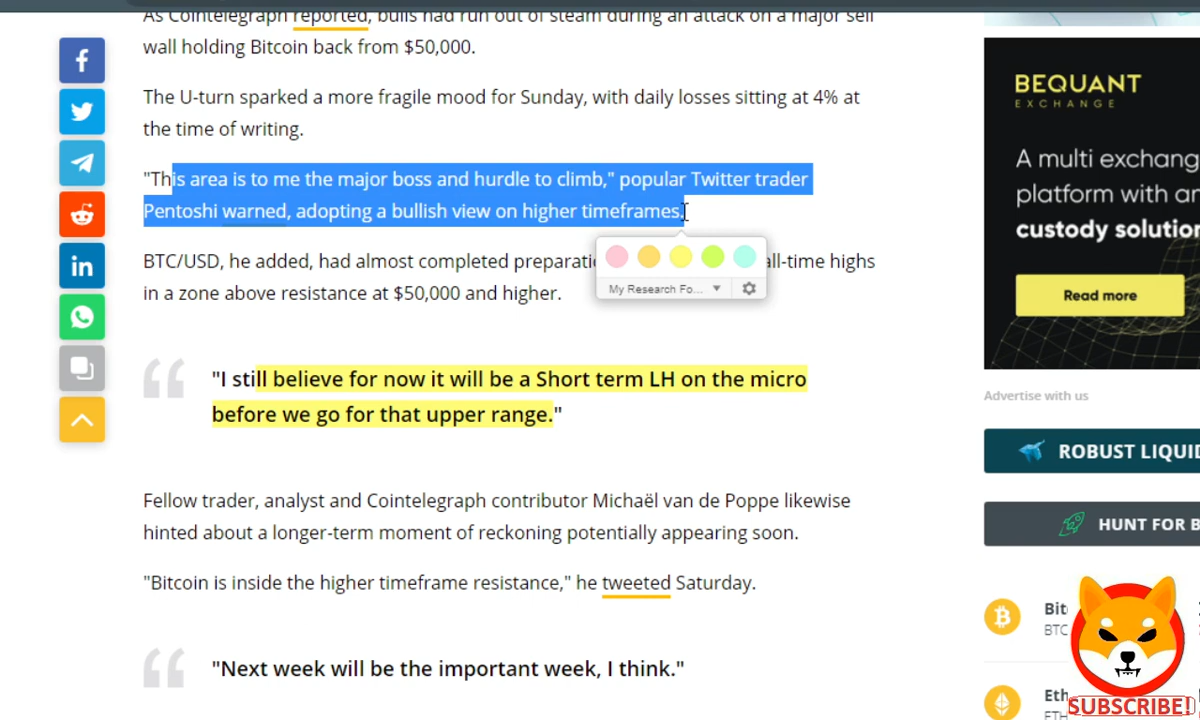 As Cointelegraph reported, bulls had run out of steam during an attack on a major sell
wall holding Bitcoin back from $50,000.
The U-turn sparked a more fragile mood for Sunday, with daily losses sitting at 4% at
the time of writing.
"This area is to me the major boss and hurdle to climb," popular Twitter trader
Pentoshi warned, adopting a bullish view on higher timeframes.
BTC/USD, he added, had almost completed all-time highs
in a zone above resistance at $50,000 and higher.
My Research Fo...
"I still believe for now it will be a Short term LH on the micro
before we go for that upper range."
Fellow trader, analyst and Cointelegraph contributor Michaël van de Poppe likewise
hinted about a longer-term moment of reckoning potentially appearing soon.
"Bitcoin is inside the higher timeframe resistance," he tweeted Saturday.
"Next week will be the important week, I think."
BEQUANT
EXCHANGE
A multi
platform with
custody
Read more
Advertise with us
ROBUST
HUNT FOR
BTC
SUBSCRIBE!